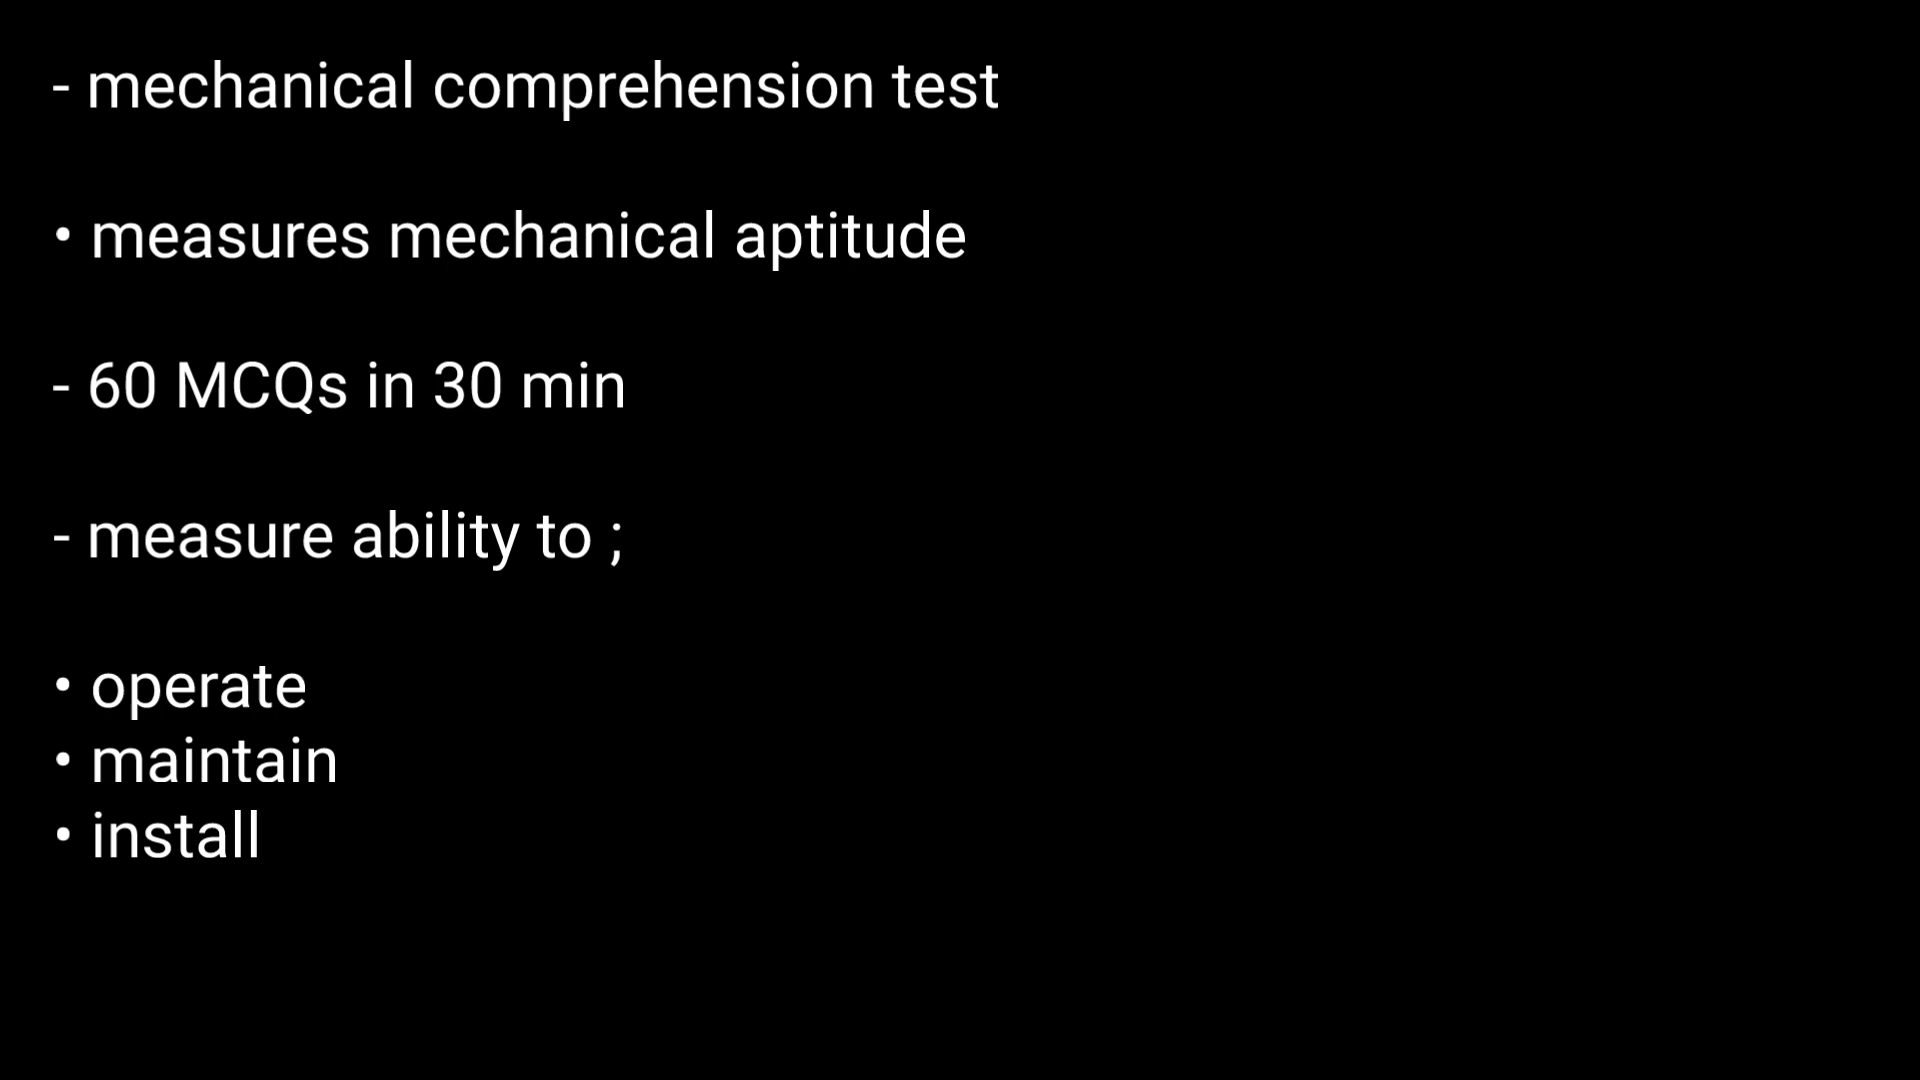 - mechanical comprehension test
• measures mechanical aptitude
- 60 MCQs in 30 min
- measure ability to ;
• operate
• maintain
• install